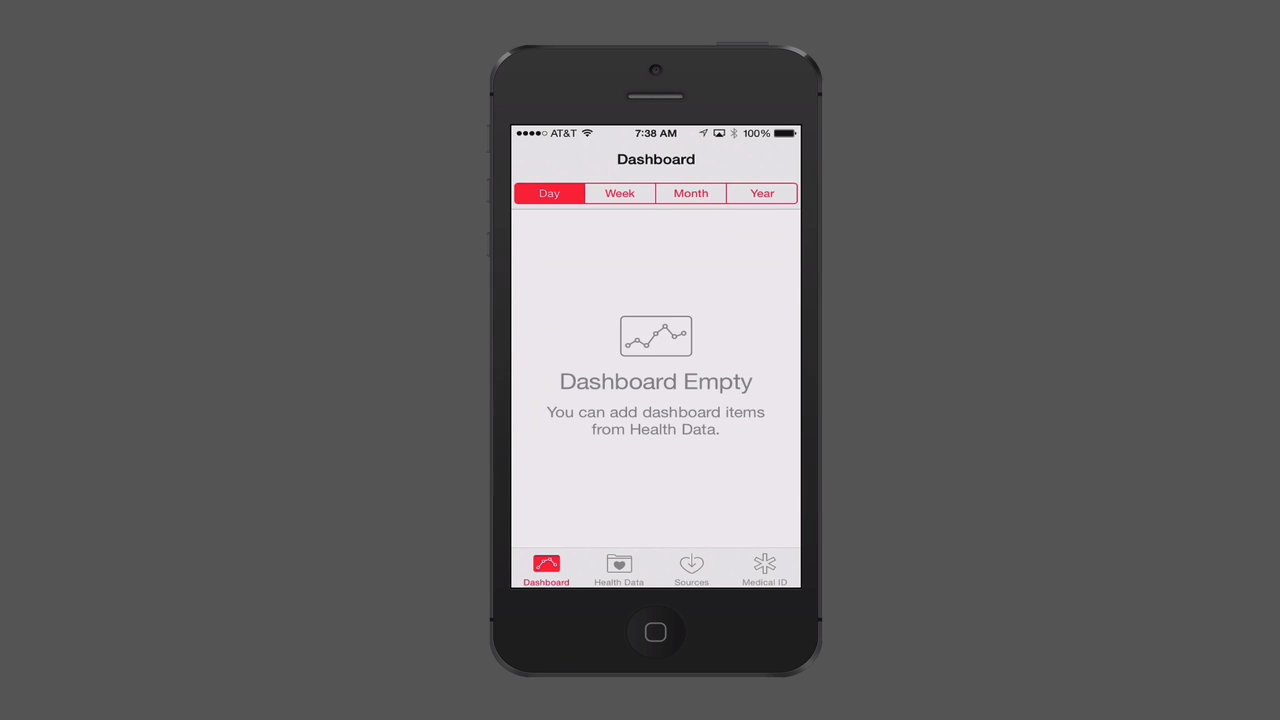 AT&T 7:38 AM 100%
Dashboard
Day Week Month Year
Dashboard Empty
You can add dashboard items
from Health Data.
Dashboard Health Data Sources Medical ID